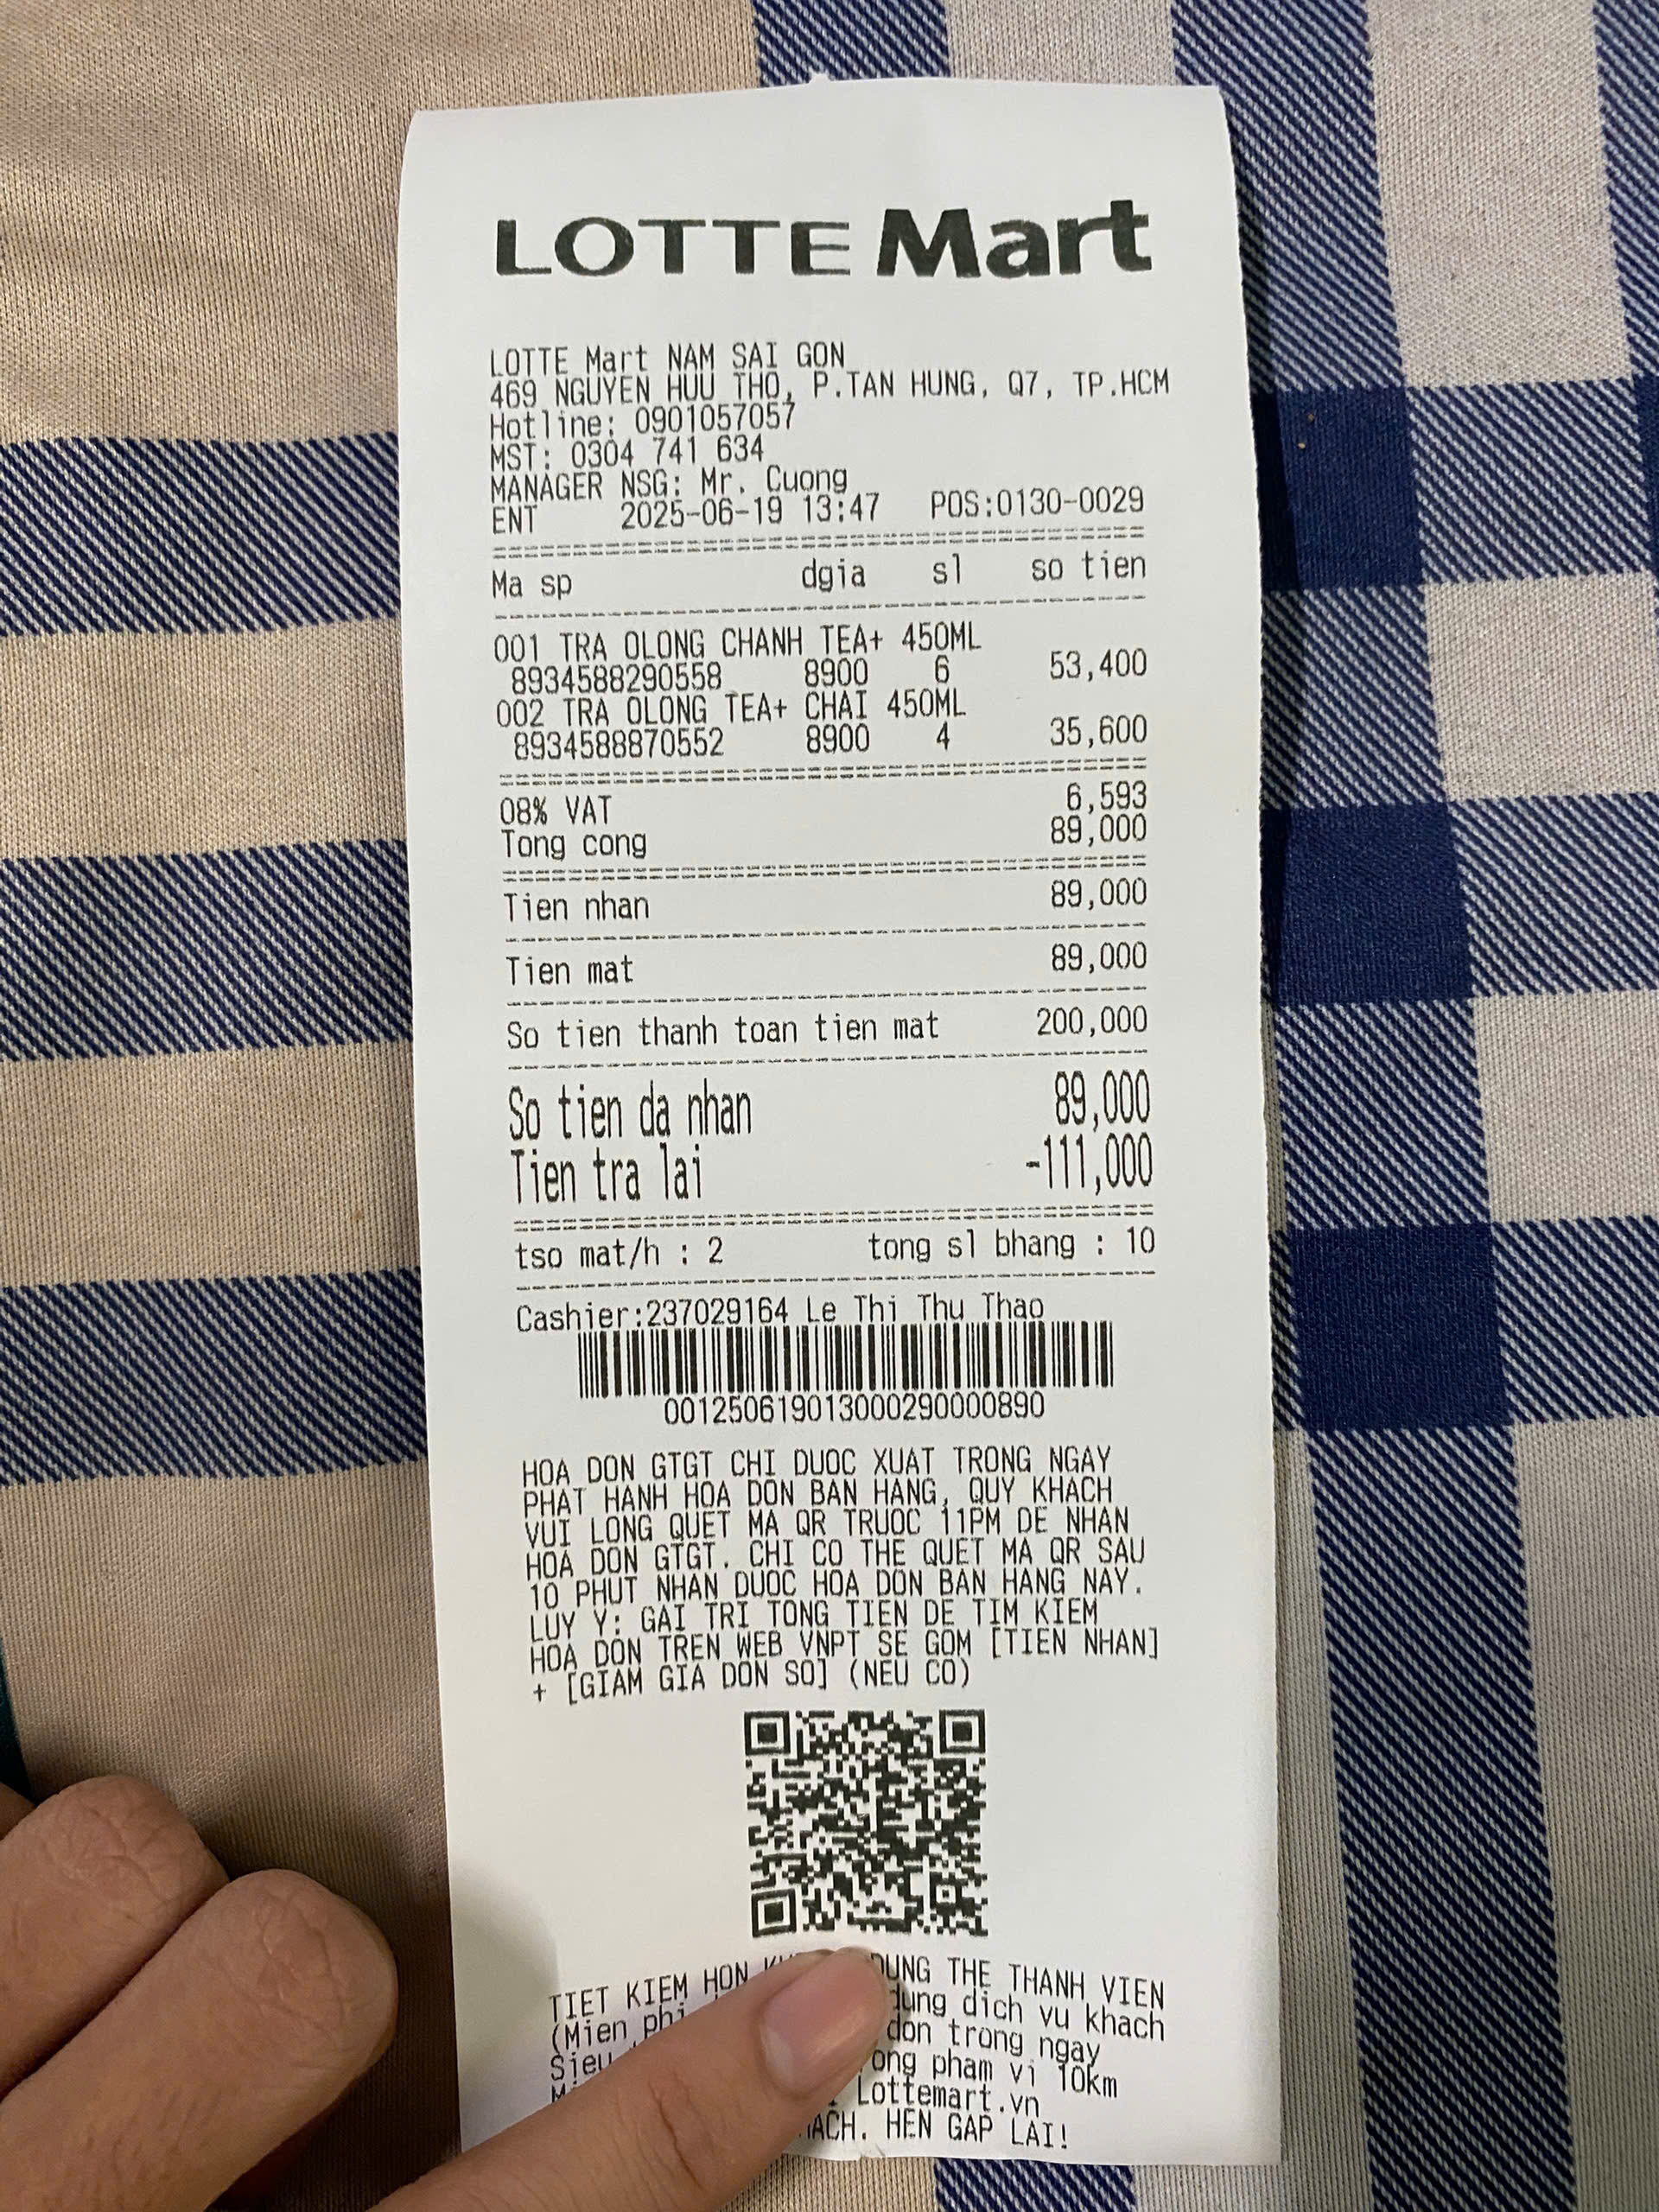 LOTTE Mart
LOTTE Mart NAM SAI GON
469 NGUYEN HUU THO, P.TAN HUNG, Q7, TP.HCM
Hotline: 0901057057
MST: 0304 741 634
MANAGER NSG: Mr. Cuong
ENT 2025-06-19 13:47 POS:0130-0029
Ma sp dgia sl so tien
001 TRA OLONG CHANH TEA+ 450ML
8934588290558 8900 6 53,400
002 TRA OLONG TEA+ CHAI 450ML
8934588870552 8900 4 35,600
08% VAT 6,593
Tong cong 89,000
Tien nhan 89,000
Tien mat 89,000
So tien thanh toan tien mat 200,000
So tien da nhan 89,000
Tien tra lai -111,000
tso mat/h : 2 tong sl bhang : 10
Cashier:237029164 Le Thi Thu Thao
00125061901300029000​0890
HOA DON GTGT CHI DUOC XUAT TRONG NGAY
PHAT HANH HOA DON BAN HANG, QUY KHACH
VUI LONG QUET MA QR TRUOC 11PM DE NHAN
HOA DON GTGT. CHI CO THE QUET MA QR SAU
10 PHUT NHAN DUOC HOA DON BAN HANG NAY.
LUY Y: GAI TRI TONG TIEN DE TIM KIEM
HOA DON TREN WEB VNPT SE GOM [TIEN NHAN]
+ [GIAM GIA DON SO] (NEU CO)
TIET KIEM HON DUNG THE THANH VIEN
(Mien phi dung dich vu khach
Sieu don trong ngay
ong pham vi 10km
Lottemart.vn
HEN GAP LAI!